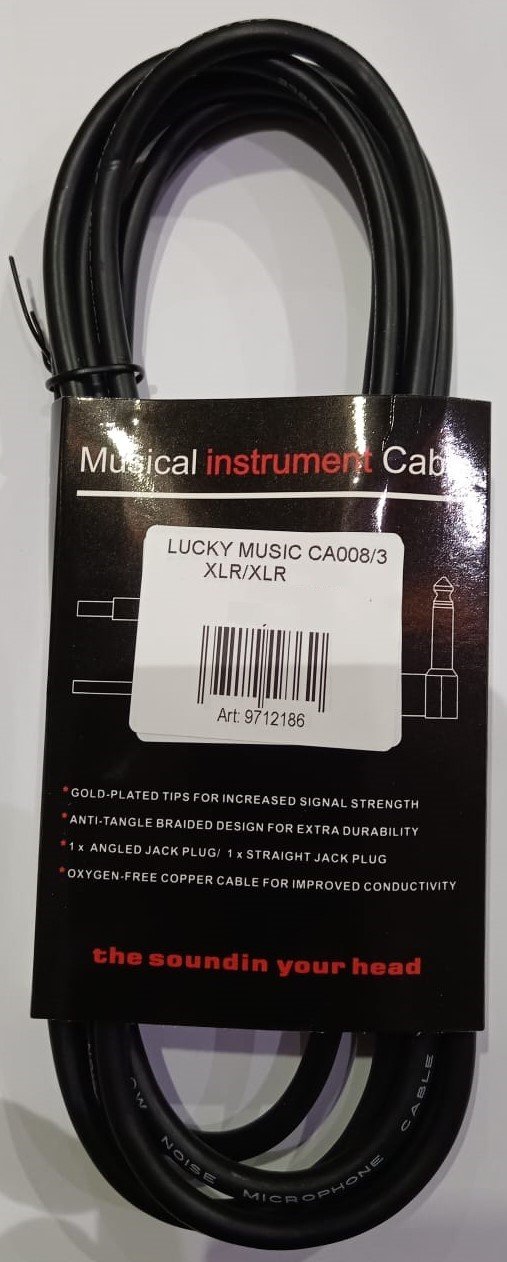 Musical instrument Cab
LUCKY MUSIC CA008/3
XLR/XLR
Art: 9712186
*GOLD-PLATED TIPS FOR INCREASED SIGNAL STRENGTH
*ANTI-TANGLE BRAIDED DESIGN FOR EXTRA DURABILITY
*1 x ANGLED JACK PLUG/ 1 x STRAIGHT JACK PLUG
*OXYGEN-FREE COPPER CABLE FOR IMPROVED CONDUCTIVITY
the soundin your head
OW NOISE MICROPHONE CABLE